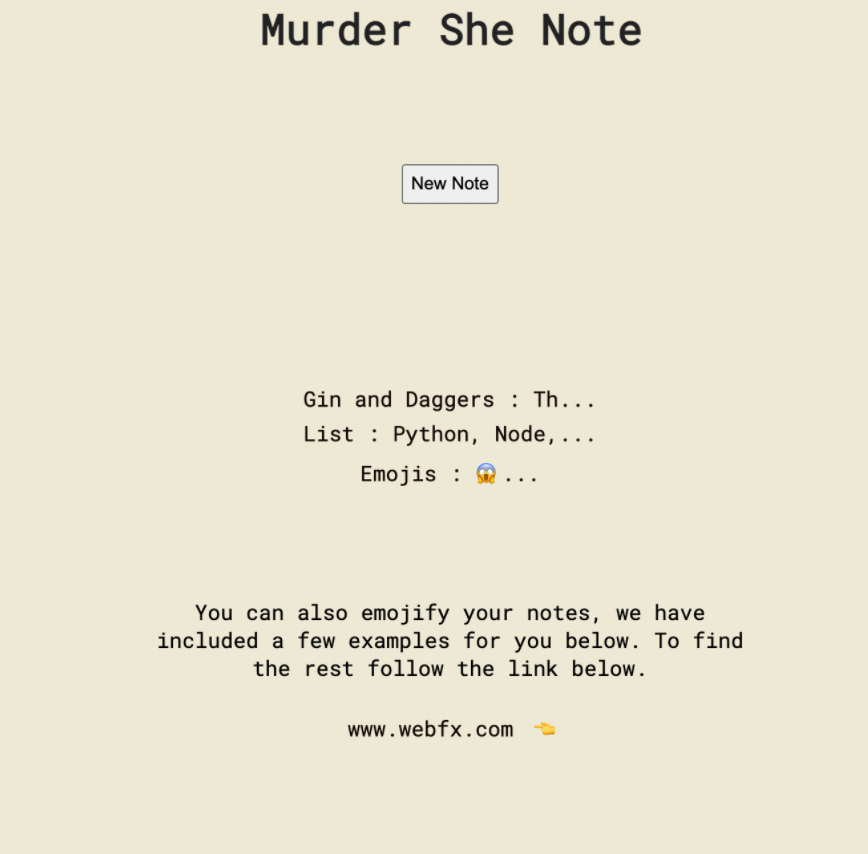 Murder She Note
New Note
Gin and Daggers : Th...
List : Python, Node,...
Emojis : 😱...
You can also emojify your notes, we have
included a few examples for you below. To find
the rest follow the link below.
www.webfx.com 👈